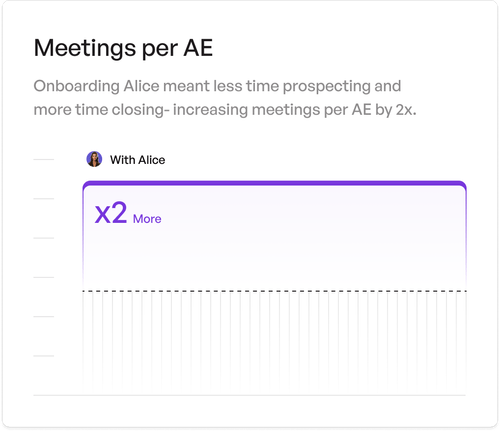 Meetings per AE
Onboarding Alice meant less time prospecting and
more time closing- increasing meetings per AE by 2x.
With Alice
x2 More